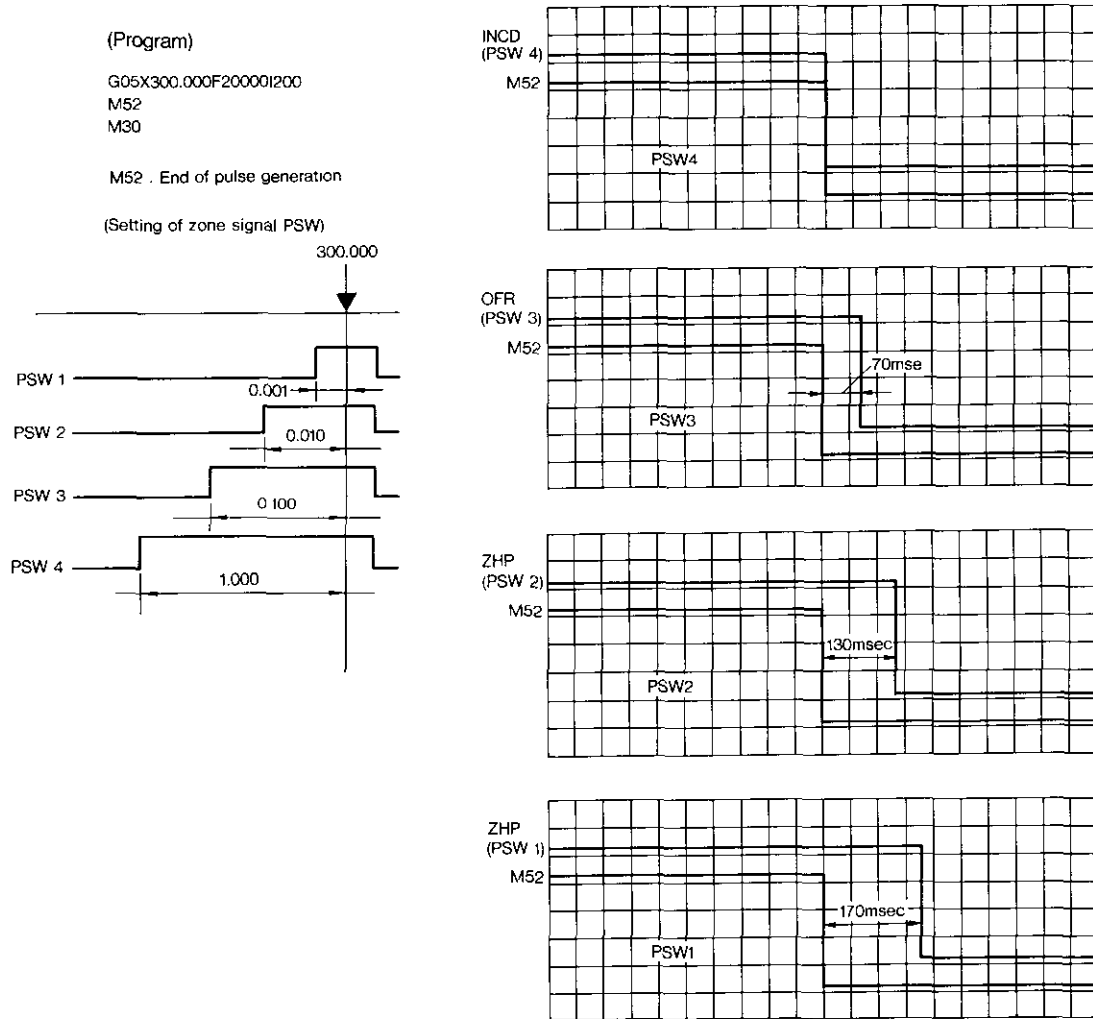 (Program)
G05X300.000F20000I200
M52
M30
M52 . End of pulse generation
(Setting of zone signal PSW)
300.000
PSW 1
0.001
PSW 2
0.010
PSW 3
0 100
PSW 4
1.000
INCD
(PSW 4)
M52
PSW4
OFR
(PSW 3)
M52
70mse
PSW3
ZHP
(PSW 2)
M52
130msec
PSW2
ZHP
(PSW 1)
M52
170msec
PSW1